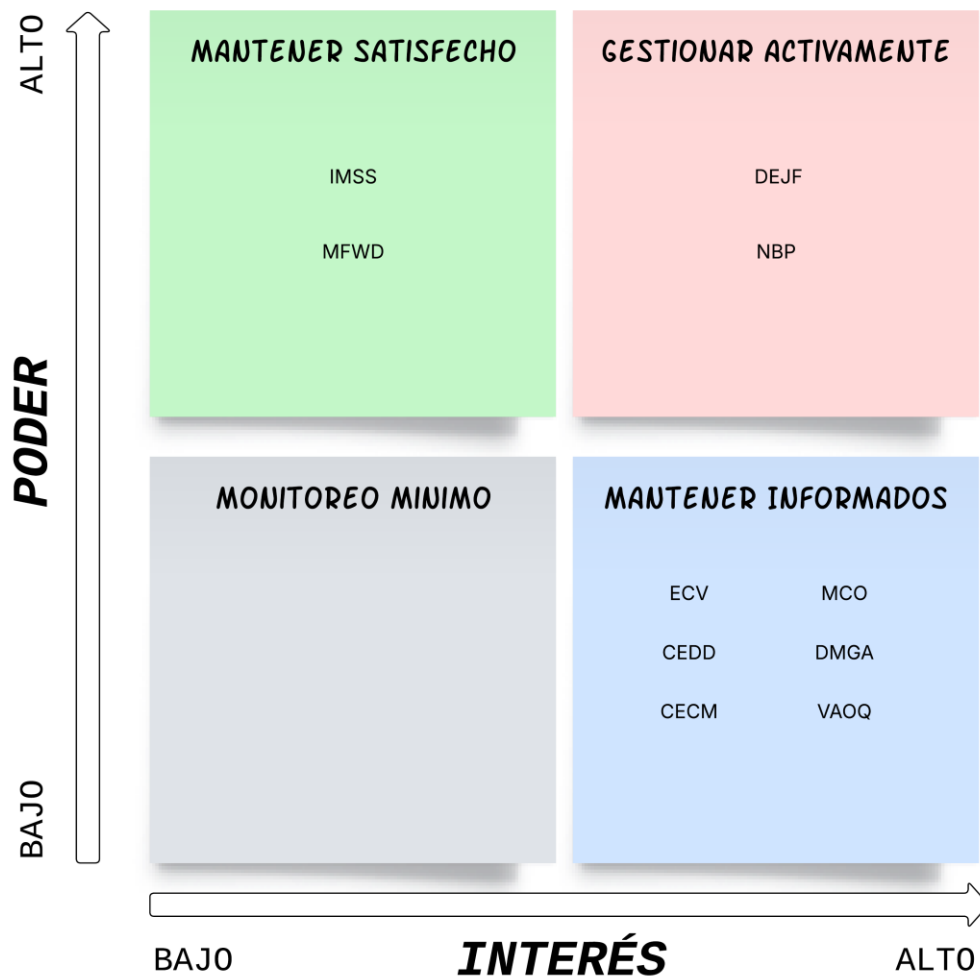 ALTO
PODER
BAJO
MANTENER SATISFECHO
IMSS
MFWD
GESTIONAR ACTIVAMENTE
DEJF
NBP
MONITOREO MINIMO
MANTENER INFORMADOS
ECV MCO
CEDD DMGA
CECM VAOQ
BAJO INTERÉS ALTO